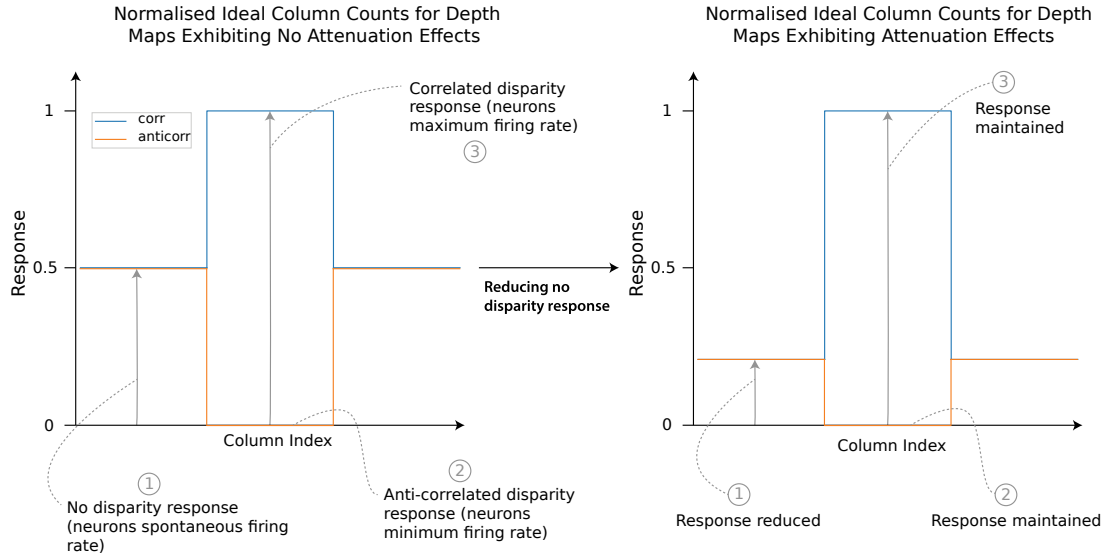 Normalised Ideal Column Counts for Depth
Maps Exhibiting No Attenuation Effects
Response
1
0.5
0
corr
anticorr
Correlated disparity
response (neurons
maximum firing rate)
3
Column Index
1
No disparity response
(neurons spontaneous firing
rate)
2
Anti-correlated disparity
response (neurons
minimum firing rate)
Reducing no
disparity response
Normalised Ideal Column Counts for Depth
Maps Exhibiting Attenuation Effects
Response
1
0.5
0
3
Response
maintained
Column Index
1
Response reduced
2
Response maintained